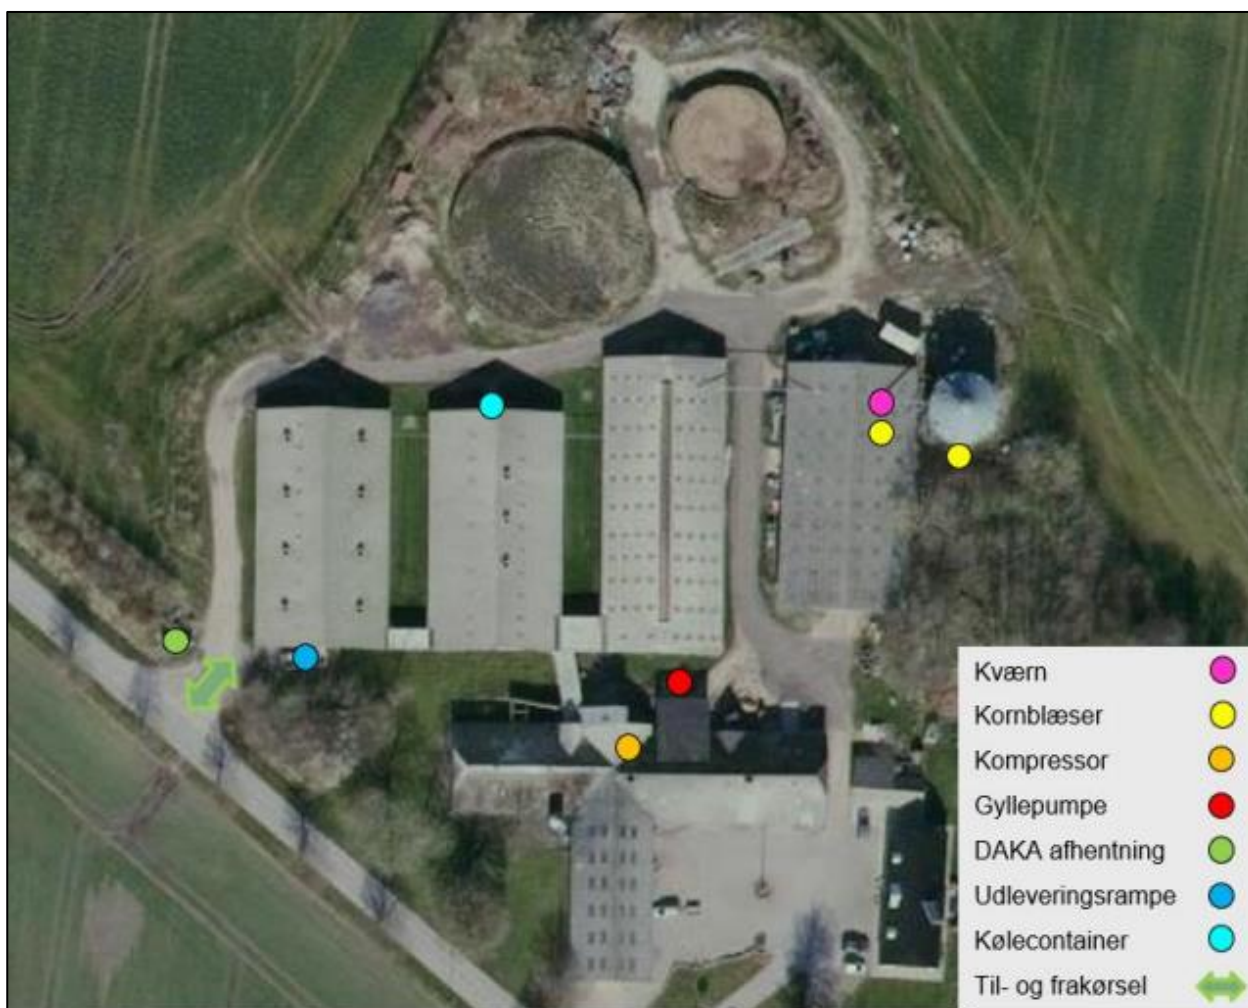 Kværn
Kornblæser
Kompressor
Gyllepumpe
DAKA afhentning
Udleveringsrampe
Kølecontainer
Til- og frakørsel